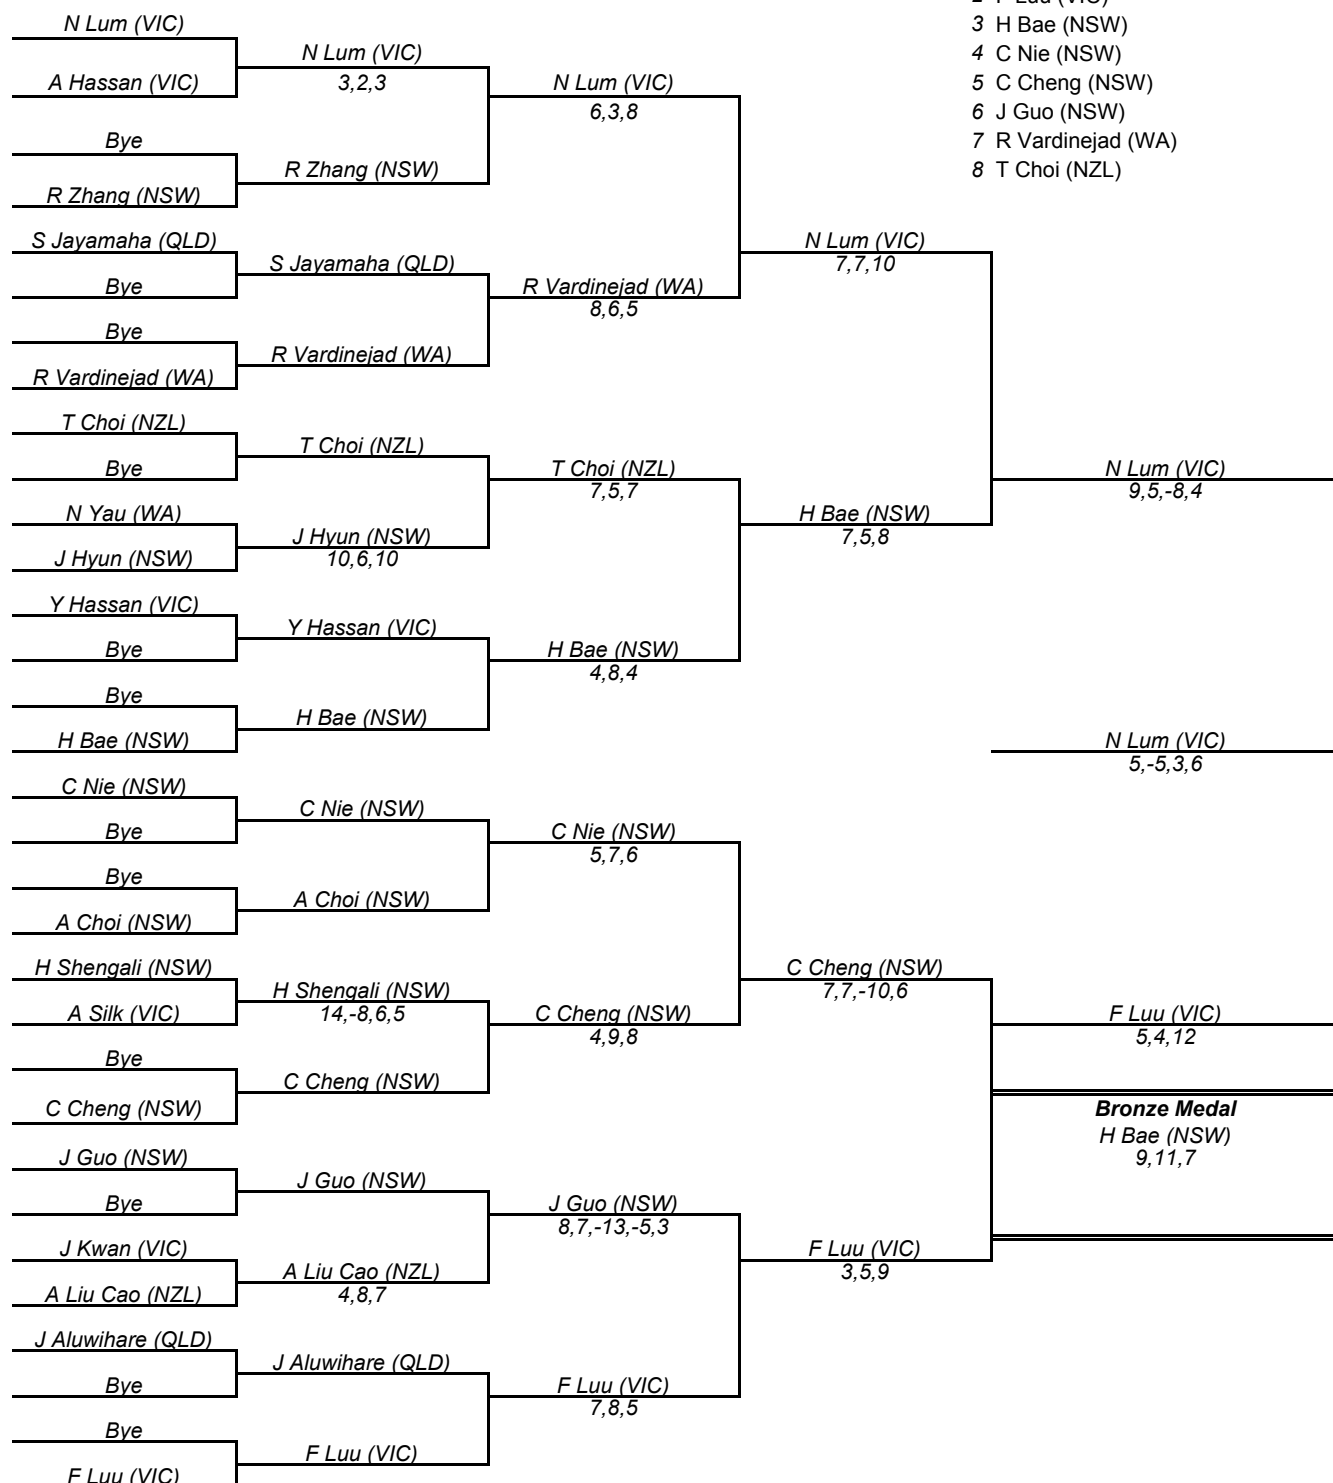 2 F Luu (VIC)
3 H Bae (NSW)
4 C Nie (NSW)
5 C Cheng (NSW)
6 J Guo (NSW)
7 R Vardinejad (WA)
8 T Choi (NZL)
N Lum (VIC)
A Hassan (VIC)
Bye
R Zhang (NSW)
S Jayamaha (QLD)
Bye
Bye
R Vardinejad (WA)
T Choi (NZL)
Bye
N Yau (WA)
J Hyun (NSW)
Y Hassan (VIC)
Bye
Bye
H Bae (NSW)
C Nie (NSW)
Bye
Bye
A Choi (NSW)
H Shengali (NSW)
A Silk (VIC)
Bye
C Cheng (NSW)
J Guo (NSW)
Bye
J Kwan (VIC)
A Liu Cao (NZL)
J Aluwihare (QLD)
Bye
Bye
F Luu (VIC)
N Lum (VIC)
3,2,3
R Zhang (NSW)
S Jayamaha (QLD)
R Vardinejad (WA)
T Choi (NZL)
J Hyun (NSW)
10,6,10
Y Hassan (VIC)
H Bae (NSW)
C Nie (NSW)
A Choi (NSW)
H Shengali (NSW)
14,-8,6,5
C Cheng (NSW)
J Guo (NSW)
A Liu Cao (NZL)
4,8,7
J Aluwihare (QLD)
F Luu (VIC)
N Lum (VIC)
6,3,8
R Vardinejad (WA)
8,6,5
T Choi (NZL)
7,5,7
H Bae (NSW)
4,8,4
C Nie (NSW)
5,7,6
C Cheng (NSW)
4,9,8
J Guo (NSW)
8,7,-13,-5,3
F Luu (VIC)
7,8,5
N Lum (VIC)
7,7,10
H Bae (NSW)
7,5,8
C Cheng (NSW)
7,7,-10,6
F Luu (VIC)
3,5,9
N Lum (VIC)
9,5,-8,4
N Lum (VIC)
5,-5,3,6
F Luu (VIC)
5,4,12
Bronze Medal
H Bae (NSW)
9,11,7